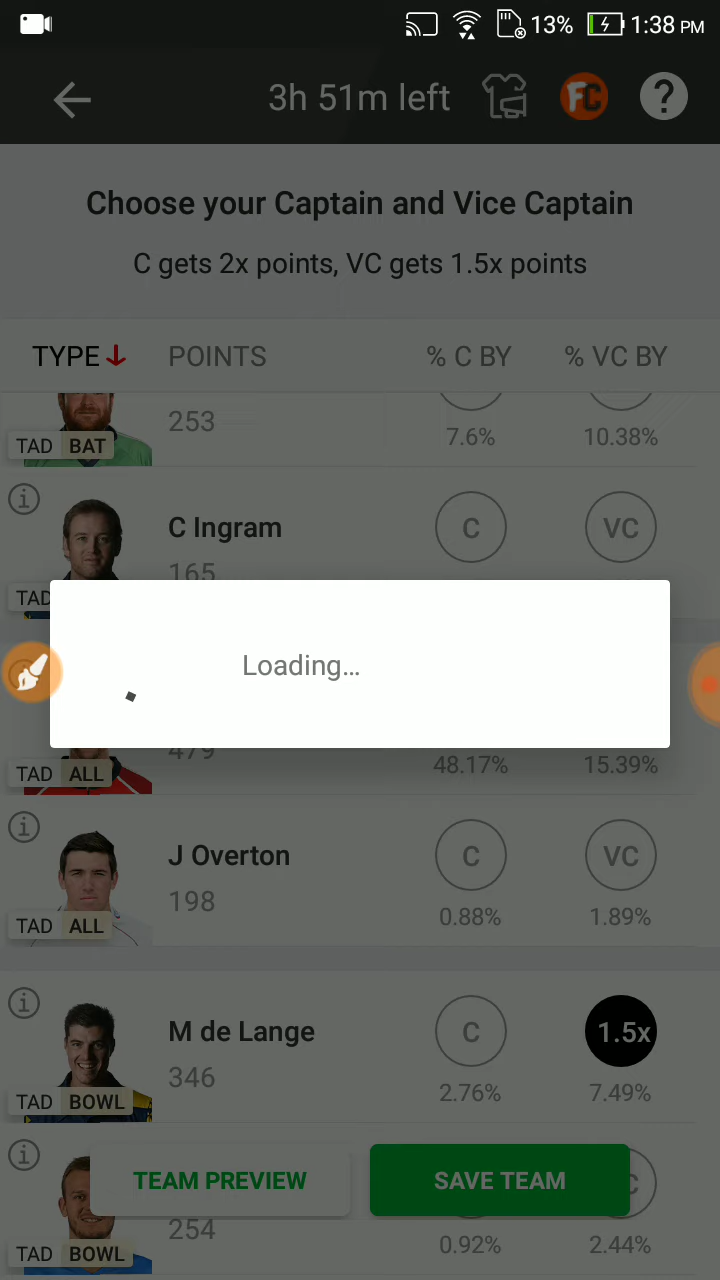 13% 1:38 PM
3h 51m left FC ?
Choose your Captain and Vice Captain
C gets 2x points, VC gets 1.5x points
TYPE POINTS % C BY % VC BY
253
7.6% 10.38%
TAD BAT
C Ingram C VC
165
TAD
Loading...
479
48.17% 15.39%
TAD ALL
J Overton C VC
198
0.88% 1.89%
TAD ALL
M de Lange C 1.5x
346
2.76% 7.49%
TAD BOWL
TEAM PREVIEW SAVE TEAM
254
0.92% 2.44%
TAD BOWL